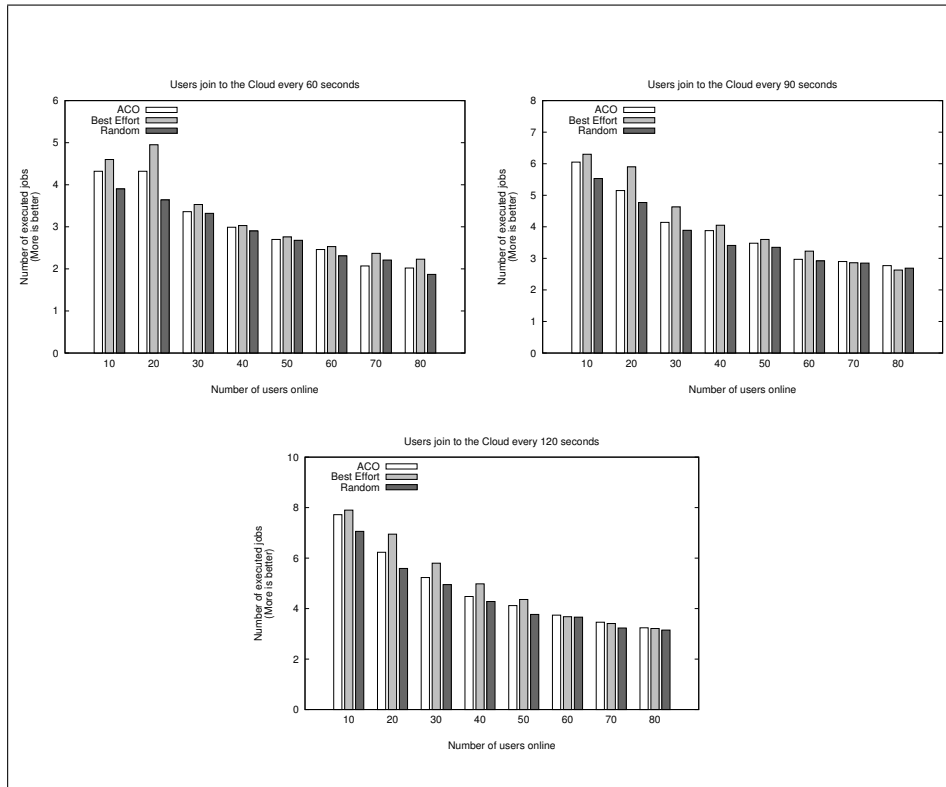 Users join to the Cloud every 60 seconds
6
5
4
3
2
1
0
Number of executed jobs
(More is better)
ACO
Best Effort
Random
10 20 30 40 50 60 70 80
Number of users online
Users join to the Cloud every 90 seconds
8
7
6
5
4
3
2
1
0
Number of executed jobs
(More is better)
ACO
Best Effort
Random
10 20 30 40 50 60 70 80
Number of users online
Users join to the Cloud every 120 seconds
10
8
6
4
2
0
Number of executed jobs
(More is better)
ACO
Best Effort
Random
10 20 30 40 50 60 70 80
Number of users online